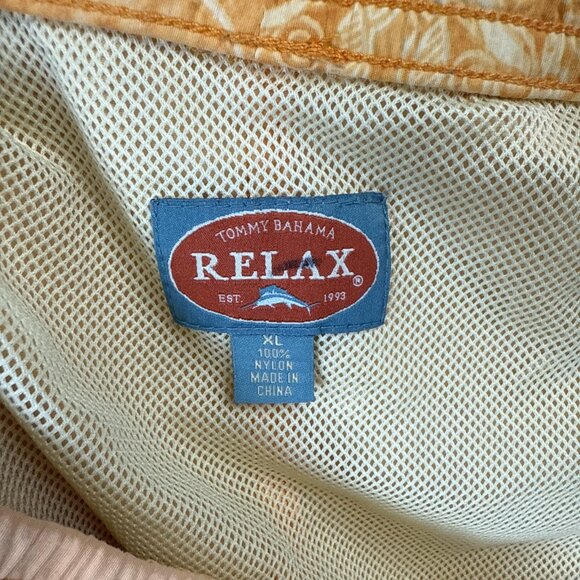 TOMMY BAHAMA
RELAX®
EST. 1993
XL
100%
NYLON
MADE IN
CHINA